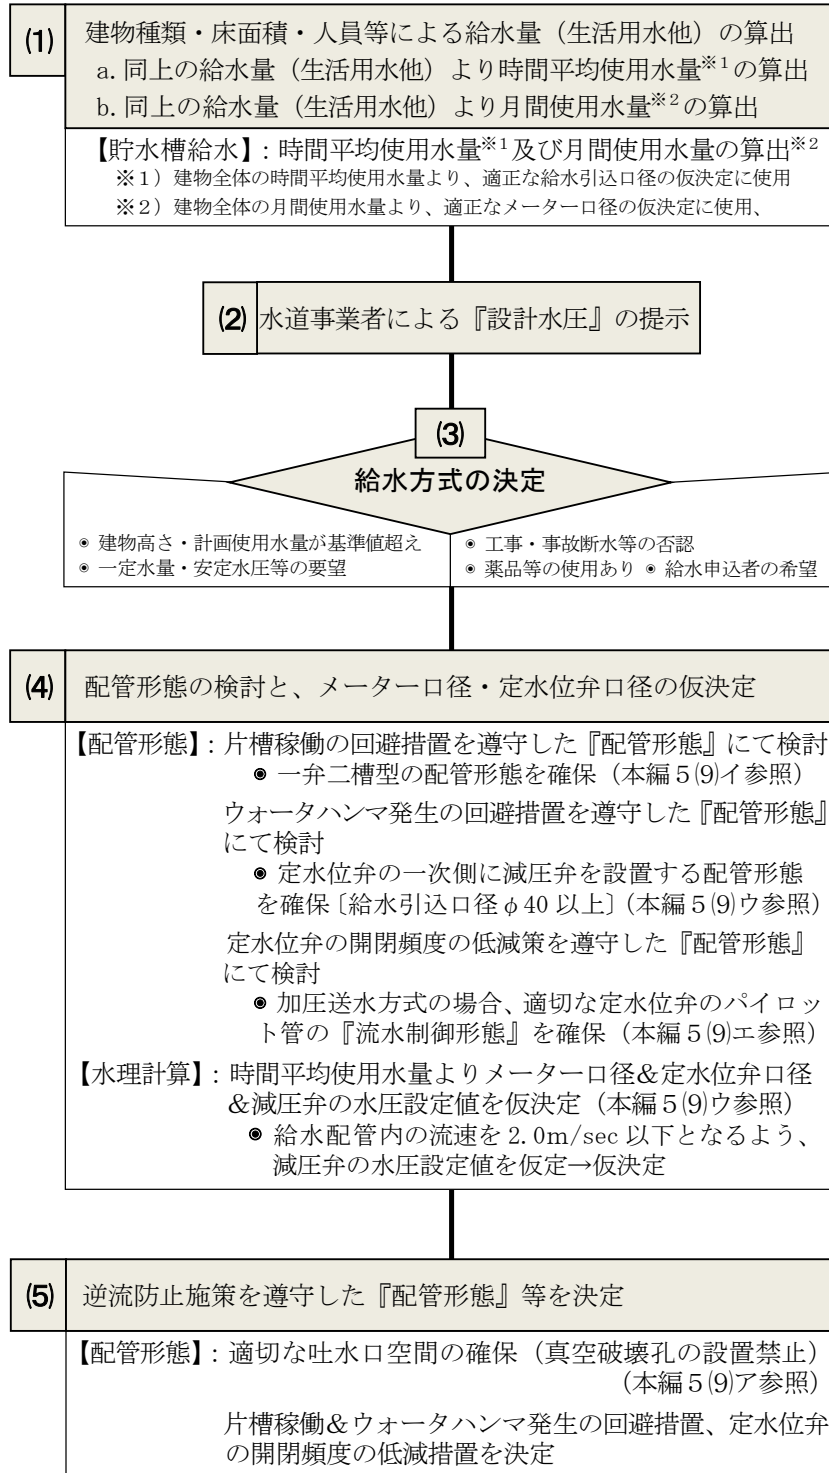 (1) 建物種類・床面積・人員等による給水量（生活用水他）の算出
a. 同上の給水量（生活用水他）より時間平均使用水量※1の算出
b. 同上の給水量（生活用水他）より月間使用水量※2の算出
【貯水槽給水】：時間平均使用水量※1及び月間使用水量の算出※2
※１）建物全体の時間平均使用水量より、適正な給水引込口径の仮決定に使用
※２）建物全体の月間使用水量より、適正なメーター口径の仮決定に使用、
(2) 水道事業者による『設計水圧』の提示
(3)
給水方式の決定
◉ 建物高さ・計画使用水量が基準値超え
◉ 一定水量・安定水圧等の要望
◉ 工事・事故断水等の否認
◉ 薬品等の使用あり ◉ 給水申込者の希望
(4) 配管形態の検討と、メーター口径・定水位弁口径の仮決定
【配管形態】：片槽稼働の回避措置を遵守した『配管形態』にて検討
◉ 一弁二槽型の配管形態を確保（本編５⑼イ参照）
ウォータハンマ発生の回避措置を遵守した『配管形態』
にて検討
◉ 定水位弁の一次側に減圧弁を設置する配管形態
を確保〔給水引込口径φ40 以上〕（本編５⑼ウ参照）
定水位弁の開閉頻度の低減策を遵守した『配管形態』
にて検討
◉ 加圧送水方式の場合、適切な定水位弁のパイロッ
ト管の『流水制御形態』を確保（本編５⑼エ参照）
【水理計算】：時間平均使用水量よりメーター口径＆定水位弁口径
＆減圧弁の水圧設定値を仮決定（本編５⑼ウ参照）
◉ 給水配管内の流速を 2.0m/sec 以下となるよう、
減圧弁の水圧設定値を仮定→仮決定
(5) 逆流防止施策を遵守した『配管形態』等を決定
【配管形態】：適切な吐水口空間の確保（真空破壊孔の設置禁止）
（本編５⑼ア参照）
片槽稼働＆ウォータハンマ発生の回避措置、定水位弁
の開閉頻度の低減措置を決定